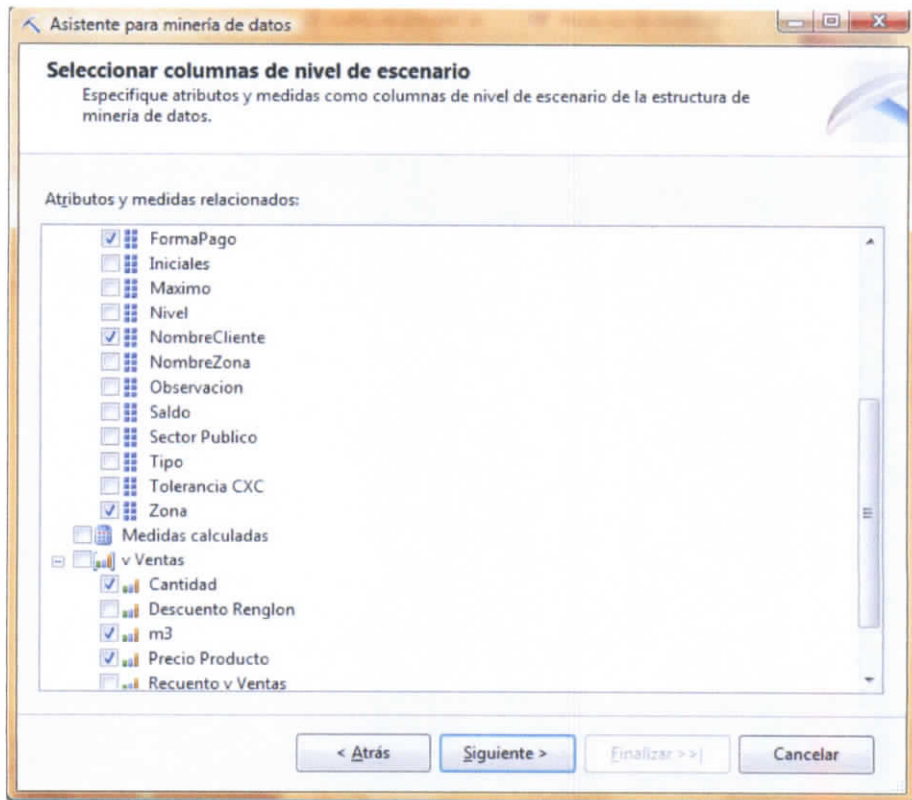 Asistente para minería de datos
Seleccionar columnas de nivel de escenario
Especifique atributos y medidas como columnas de nivel de escenario de la estructura de
minería de datos.
Atributos y medidas relacionados:
FormaPago
Iniciales
Maximo
Nivel
NombreCliente
NombreZona
Observacion
Saldo
Sector Publico
Tipo
Tolerancia CXC
Zona
Medidas calculadas
v Ventas
Cantidad
Descuento Renglon
m3
Precio Producto
Recuento v Ventas
< Atrás
Siguiente >
Finalizar >>|
Cancelar